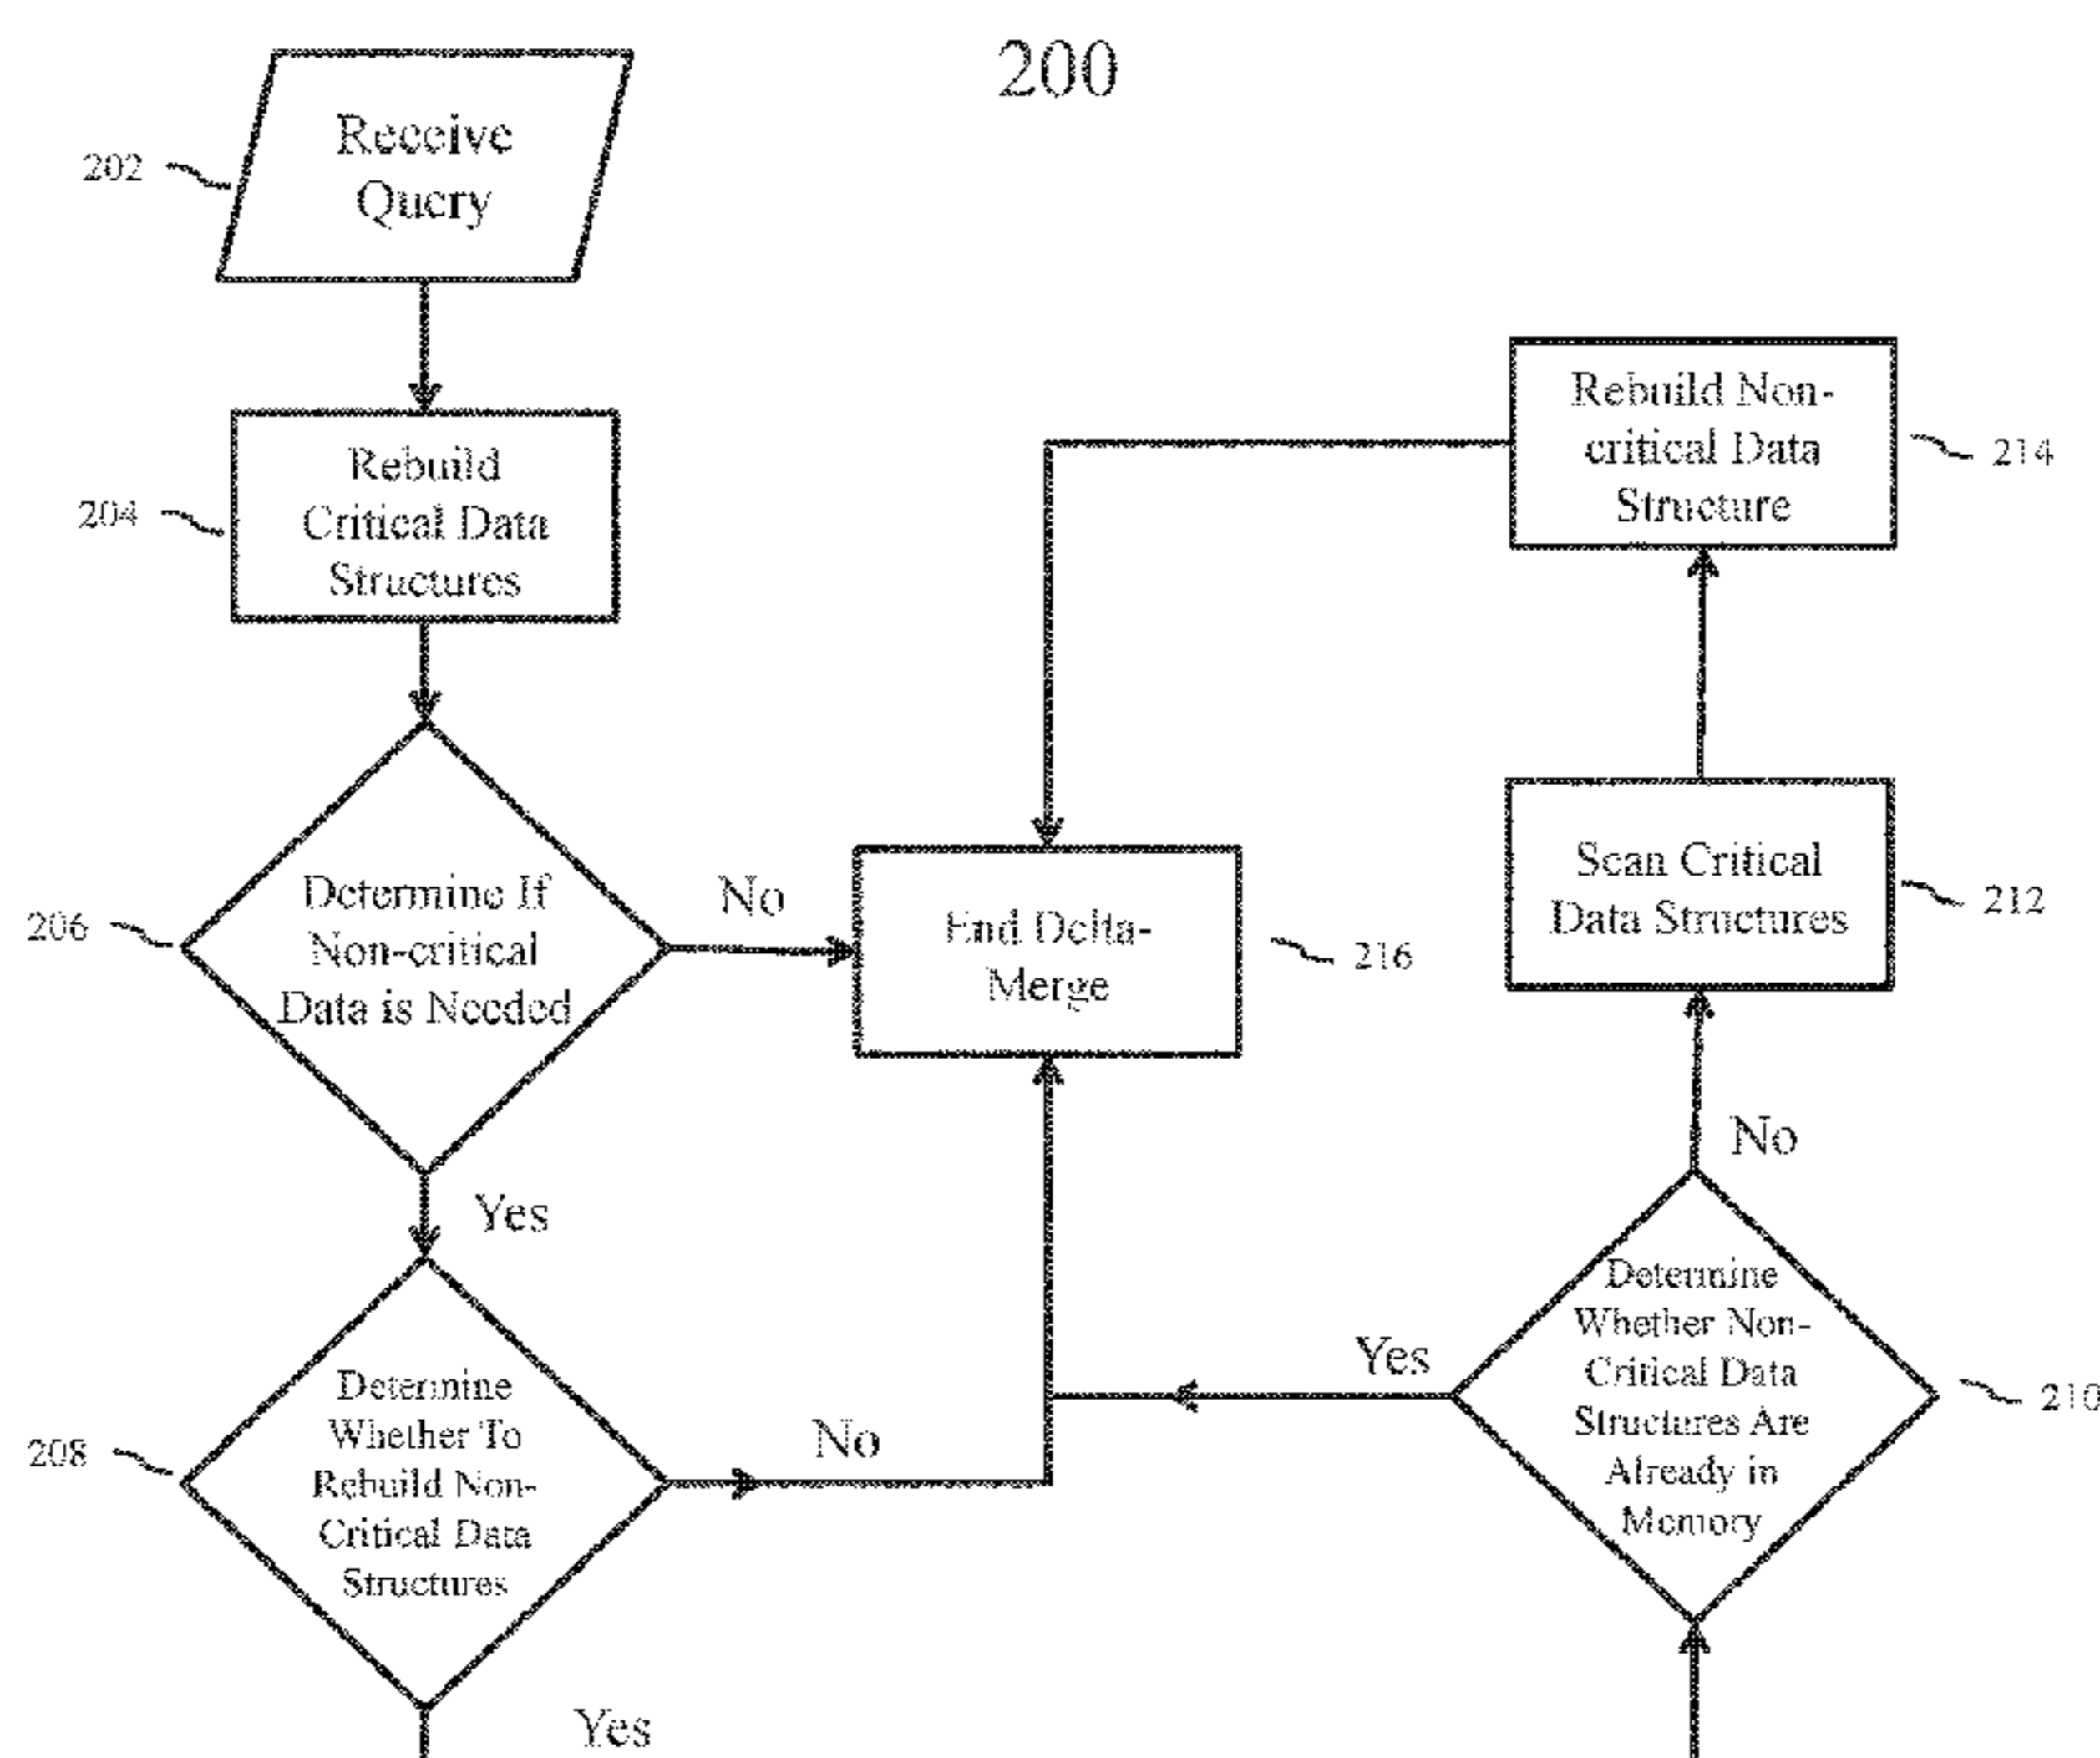 200
Receive
Query
202
Rebuild
Critical Data
Structures
204
Determine If
Non-critical
Data is Needed
206
No
Yes
Determine
Whether To
Rebuild Non-
Critical Data
Structures
208
No
Yes
End Delta-
Merge
216
Rebuild Non-
critical Data
Structure
214
Scan Critical
Data Structures
212
No
Determine
Whether Non-
Critical Data
Structures Are
Already in
Memory
210
Yes